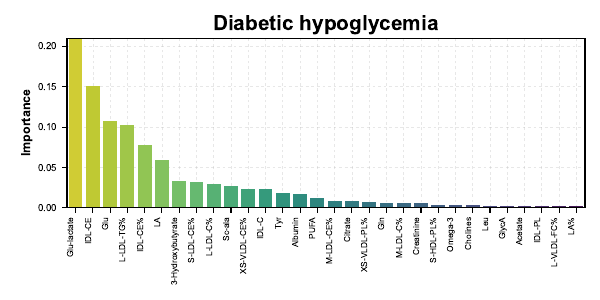 Diabetic hypoglycemia
Importance
0.20
0.15
0.10
0.05
0.00
Glu-lactate
IDL-CE
Glu
L-LDL-TG%
IDL-CE%
LA
3-Hydroxybutyrate
S-LDL-CE%
L-LDL-C%
Sc-ala
XS-VLDL-CE%
IDL-C
Tyr
Albumin
PUFA
M-LDL-CE%
Citrate
XS-VLDL-PL%
Gln
M-LDL-C%
Creatinine
S-HDL-PL%
Omega-3
Cholines
Leu
GlycA
Acetate
IDL-PL
L-VLDL-FC%
LA%